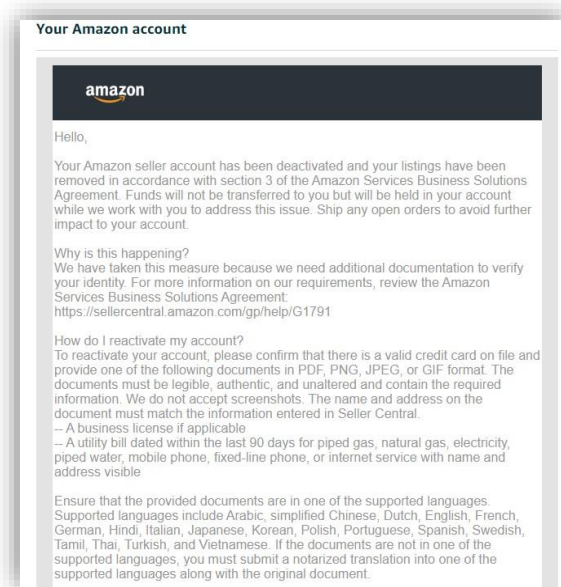 Your Amazon account
amazon
Hello,
Your Amazon seller account has been deactivated and your listings have been
removed in accordance with section 3 of the Amazon Services Business Solutions
Agreement. Funds will not be transferred to you but will be held in your account
while we work with you to address this issue. Ship any open orders to avoid further
impact to your account.
Why is this happening?
We have taken this measure because we need additional documentation to verify
your identity. For more information on our requirements, review the Amazon
Services Business Solutions Agreement:
https://sellercentral.amazon.com/gp/help/G1791
How do I reactivate my account?
To reactivate your account, please confirm that there is a valid credit card on file and
provide one of the following documents in PDF, PNG, JPEG, or GIF format. The
documents must be legible, authentic, and unaltered and contain the required
information. We do not accept screenshots. The name and address on the
document must match the information entered in Seller Central.
-- A business license if applicable
-- A utility bill dated within the last 90 days for piped gas, natural gas, electricity,
piped water, mobile phone, fixed-line phone, or internet service with name and
address visible
Ensure that the provided documents are in one of the supported languages.
Supported languages include Arabic, simplified Chinese, Dutch, English, French,
German, Hindi, Italian, Japanese, Korean, Polish, Portuguese, Spanish, Swedish,
Tamil, Thai, Turkish, and Vietnamese. If the documents are not in one of the
supported languages, you must submit a notarized translation into one of the
supported languages along with the original document.